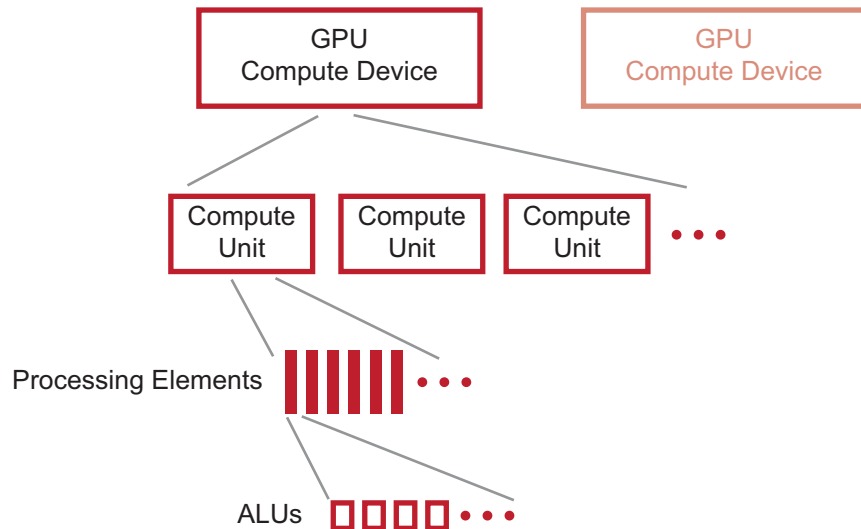 GPU
Compute Device
GPU
Compute Device
Compute
Unit
Compute
Unit
Compute
Unit
Processing Elements
ALUs